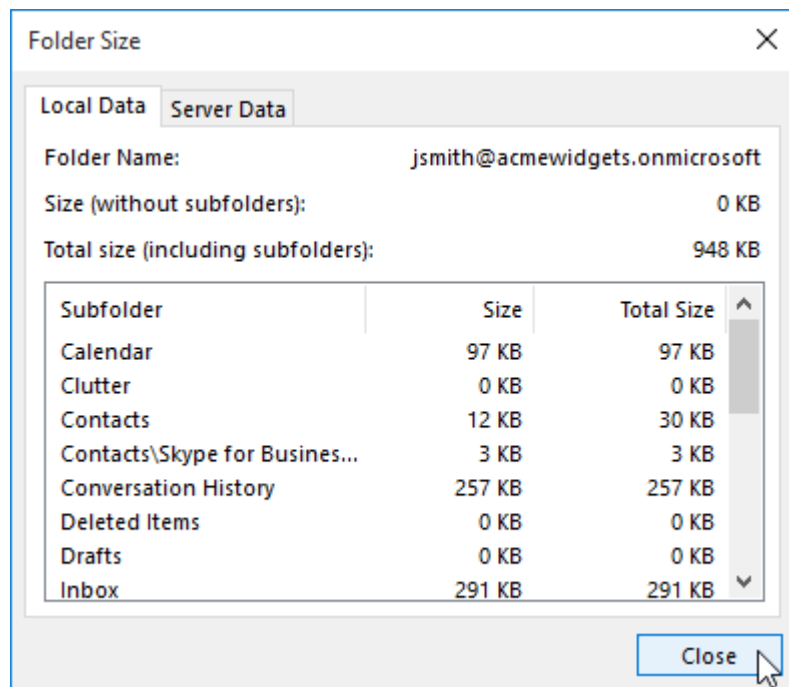 Folder Size
Local Data Server Data
Folder Name: jsmith@acmewidgets.onmicrosoft
Size (without subfolders): 0 KB
Total size (including subfolders): 948 KB
Subfolder Size Total Size
Calendar 97 KB 97 KB
Clutter 0 KB 0 KB
Contacts 12 KB 30 KB
Contacts\Skype for Busines... 3 KB 3 KB
Conversation History 257 KB 257 KB
Deleted Items 0 KB 0 KB
Drafts 0 KB 0 KB
Inbox 291 KB 291 KB
Close